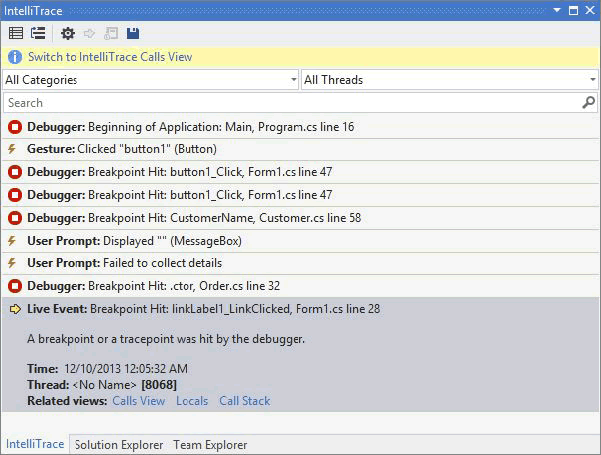 IntelliTrace
Switch to IntelliTrace Calls View
All Categories
All Threads
Search
Debugger: Beginning of Application: Main, Program.cs line 16
Gesture: Clicked "button1" (Button)
Debugger: Breakpoint Hit: button1_Click, Form1.cs line 47
Debugger: Breakpoint Hit: button1_Click, Form1.cs line 47
Debugger: Breakpoint Hit: CustomerName, Customer.cs line 58
User Prompt: Displayed "" (MessageBox)
User Prompt: Failed to collect details
Debugger: Breakpoint Hit: .ctor, Order.cs line 32
Live Event: Breakpoint Hit: linkLabel1_LinkClicked, Form1.cs line 28
A breakpoint or a tracepoint was hit by the debugger.
Time: 12/10/2013 12:05:32 AM
Thread: <No Name> [8068]
Related views: Calls View Locals Call Stack
IntelliTrace Solution Explorer Team Explorer